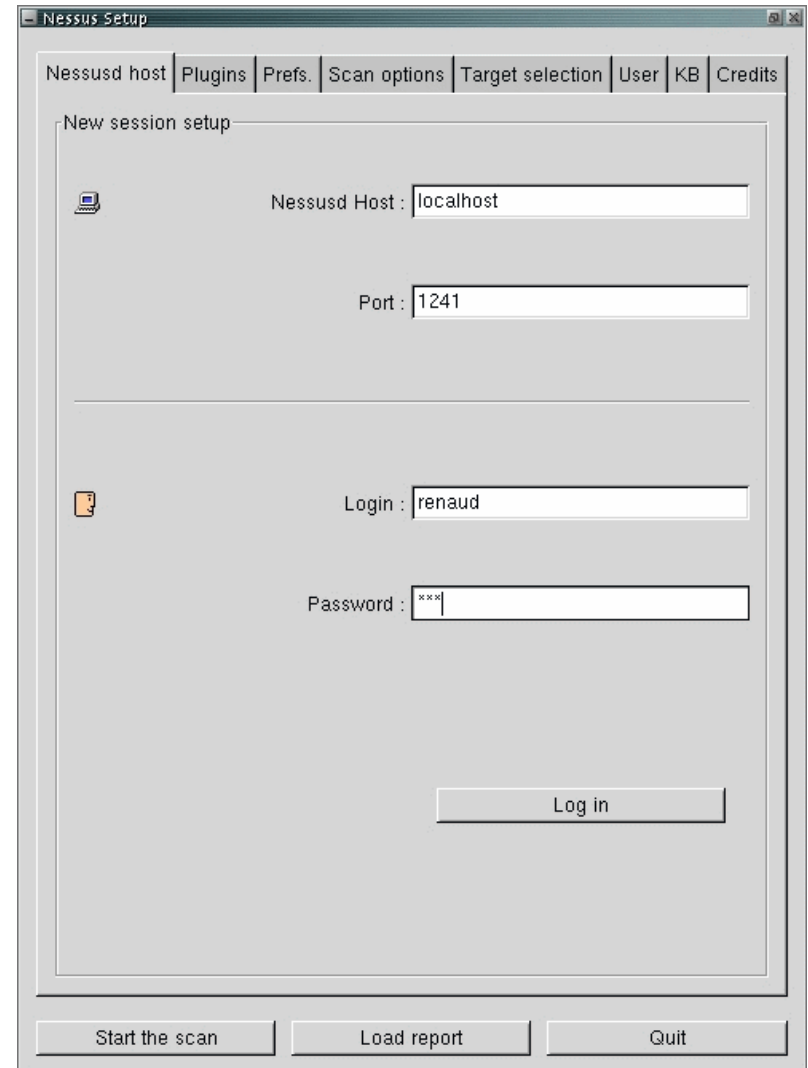 Nessus Setup
Nessusd host Plugins Prefs. Scan options Target selection User KB Credits
New session setup
Nessusd Host : localhost
Port : 1241
Login : renaud
Password : ***
Log in
Start the scan Load report Quit